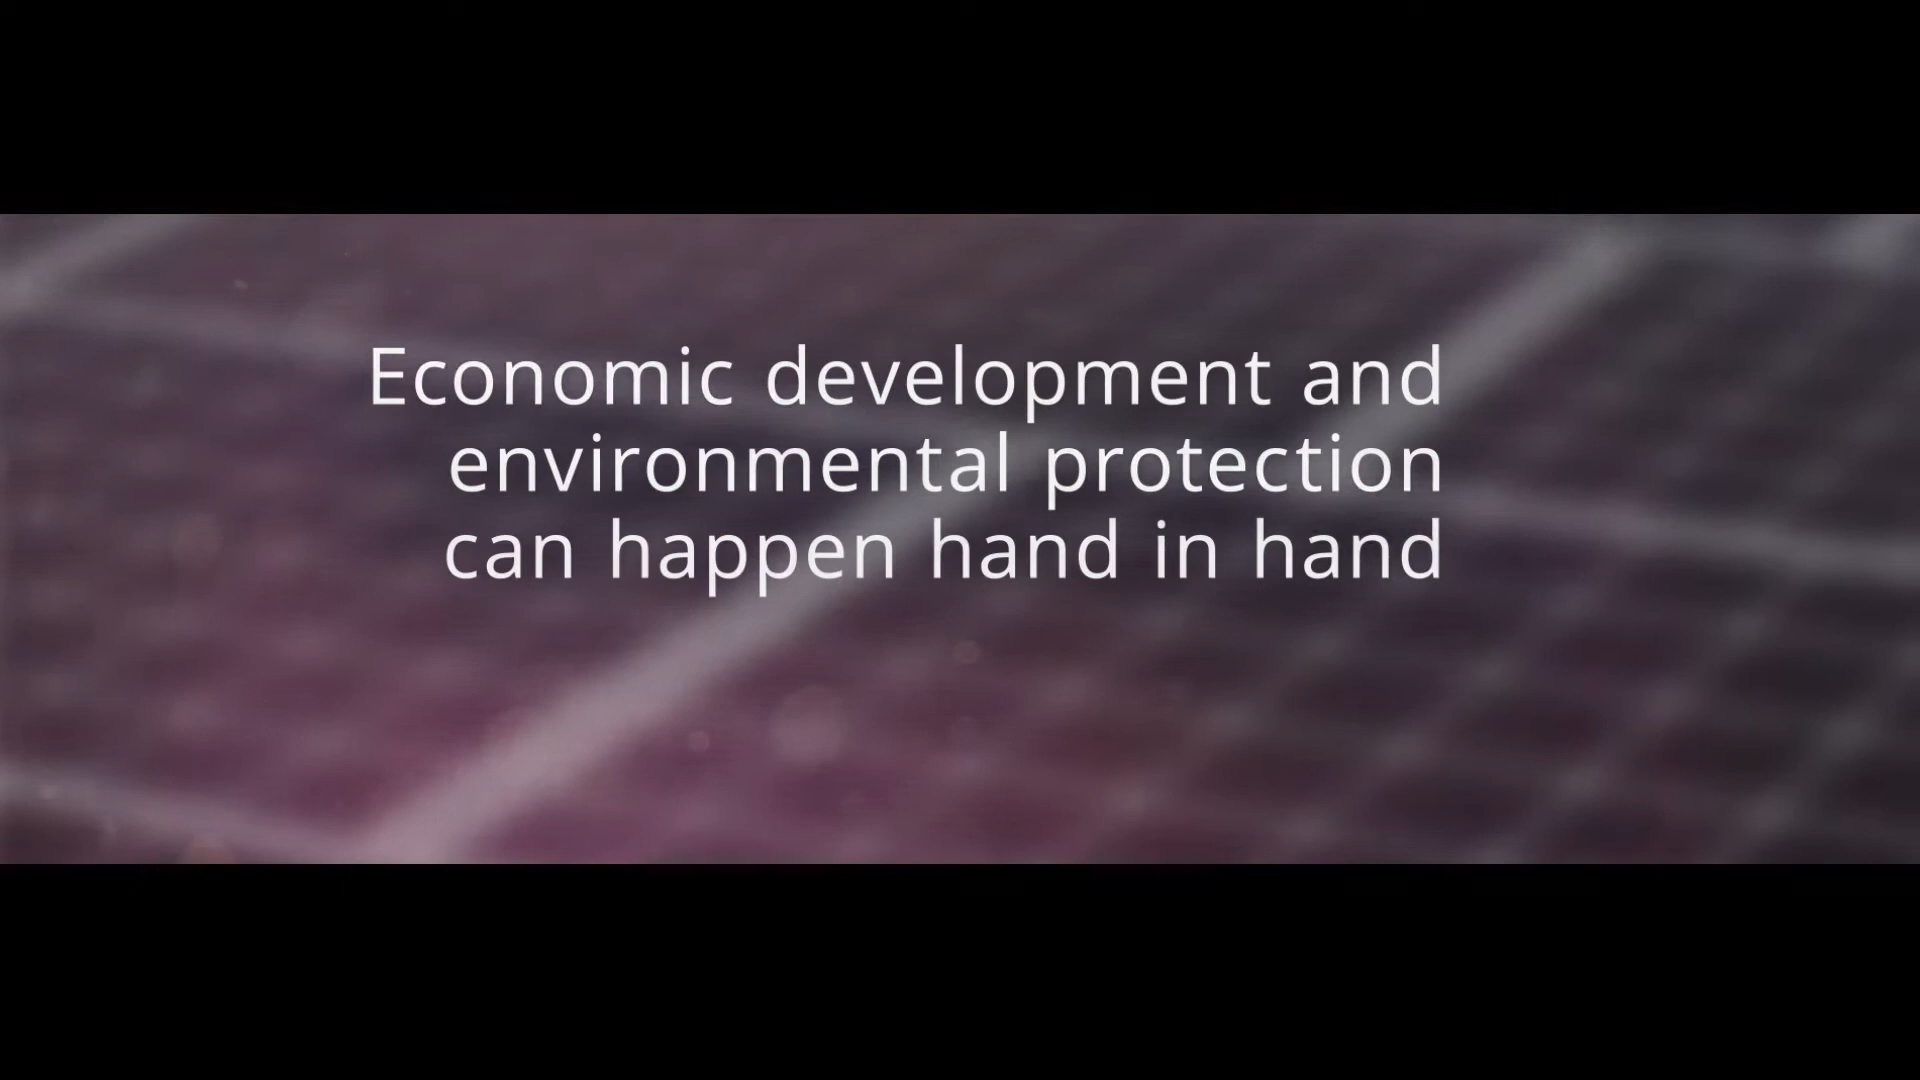 Economic development and
environmental protection
can happen hand in hand